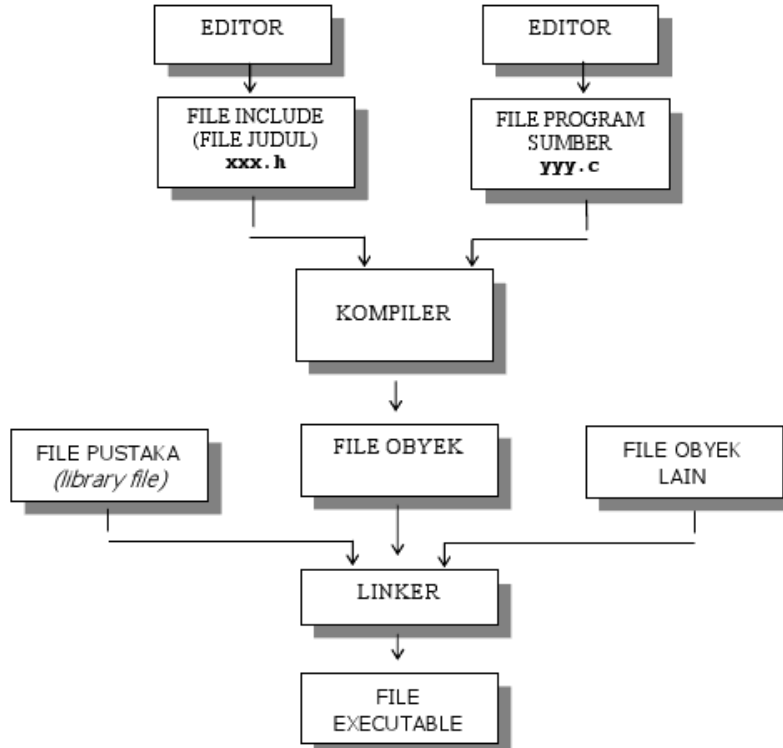 EDITOR
EDITOR
FILE INCLUDE
(FILE JUDUL)
xxx.h
FILE PROGRAM
SUMBER
yyy.c
KOMPILER
FILE PUSTAKA
(library file)
FILE OBYEK
FILE OBYEK
LAIN
LINKER
FILE
EXECUTABLE